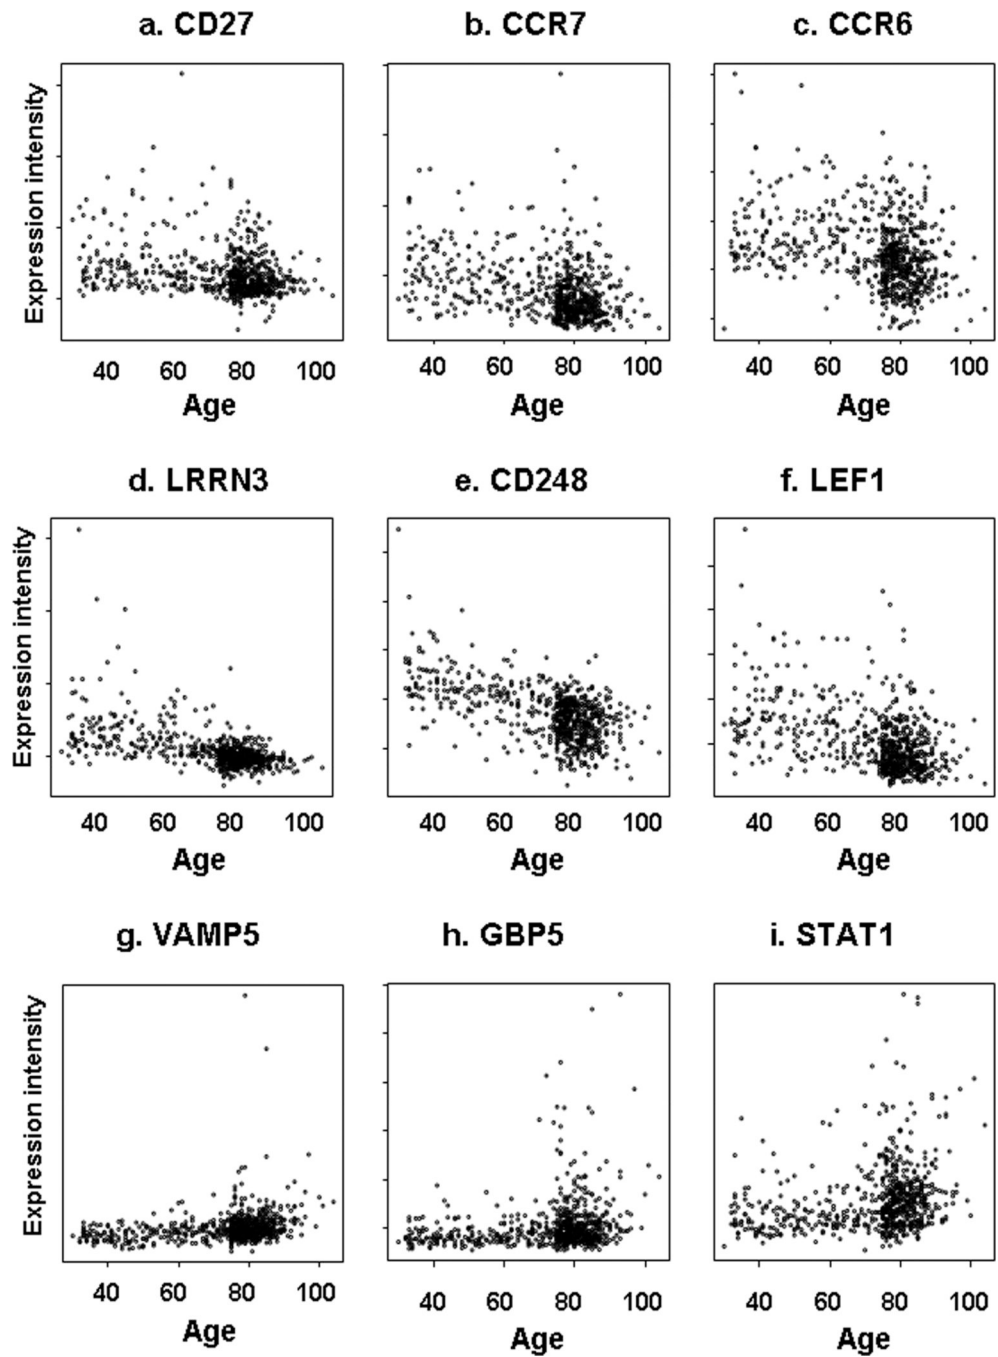 a. CD27 b. CCR7 c. CCR6
Expression intensity
40 60 80 100 40 60 80 100 40 60 80 100
Age Age Age
d. LRRN3 e. CD248 f. LEF1
Expression intensity
40 60 80 100 40 60 80 100 40 60 80 100
Age Age Age
g. VAMP5 h. GBP5 i. STAT1
Expression intensity
40 60 80 100 40 60 80 100 40 60 80 100
Age Age Age